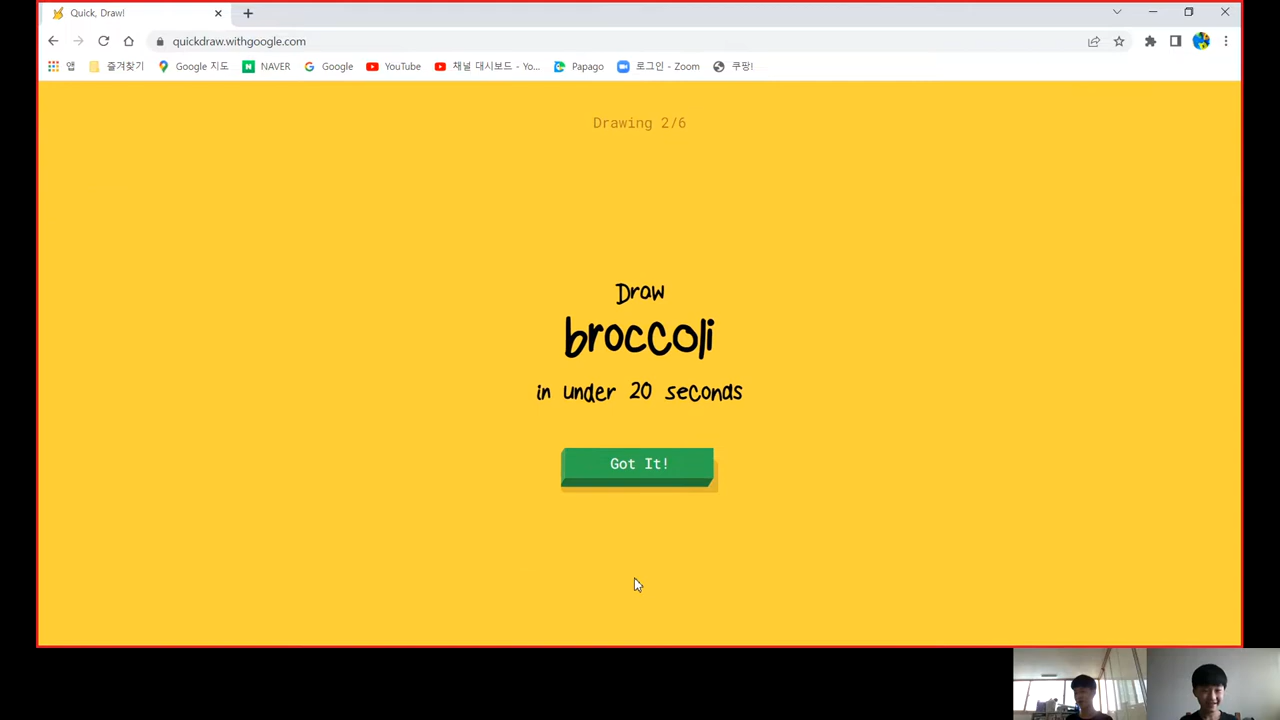 Quick, Draw!
quickdraw.withgoogle.com
앱 즐겨찾기 Google 지도 NAVER Google YouTube 채널 대시보드 - Yo... Papago 로그인 - Zoom 쿠팡!
Drawing 2/6
Draw
broccoli
in under 20 seconds
Got It!